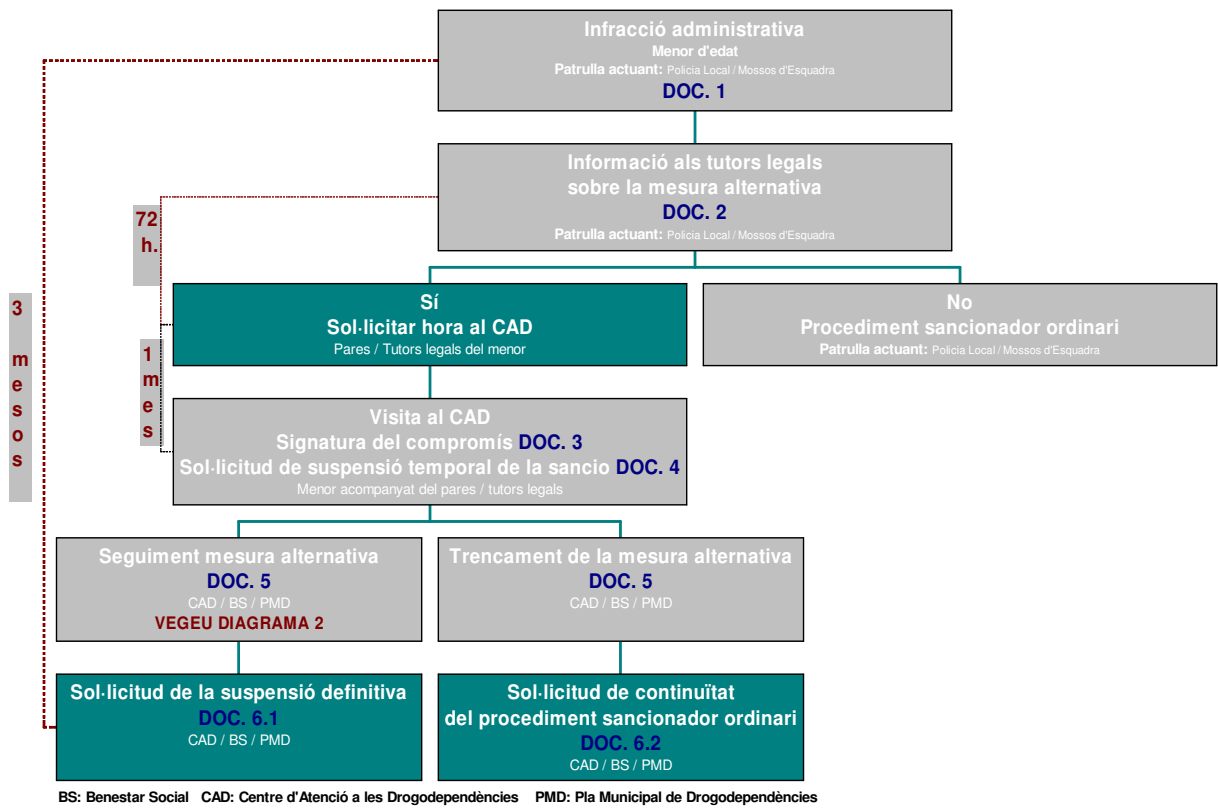 Infracció administrativa
Menor d'edat
Patrulla actuant: Policia Local / Mossos d'Esquadra
DOC. 1
Informació als tutors legals
sobre la mesura alternativa
DOC. 2
Patrulla actuant: Policia Local / Mossos d'Esquadra
72
h.
3
m
e
s
o
s
Sí
Sol·licitar hora al CAD
Pares / Tutors legals del menor
No
Procediment sancionador ordinari
Patrulla actuant: Policia Local / Mossos d'Esquadra
1
m
e
s
Visita al CAD
Signatura del compromís DOC. 3
Sol·licitud de suspensió temporal de la sancio DOC. 4
Menor acompanyat del pares / tutors legals
Seguiment mesura alternativa
DOC. 5
CAD / BS / PMD
VEGEU DIAGRAMA 2
Trencament de la mesura alternativa
DOC. 5
CAD / BS / PMD
Sol·licitud de la suspensió definitiva
DOC. 6.1
CAD / BS / PMD
Sol·licitud de continuïtat
del procediment sancionador ordinari
DOC. 6.2
CAD / BS / PMD
BS: Benestar Social CAD: Centre d'Atenció a les Drogodependències PMD: Pla Municipal de Drogodependències